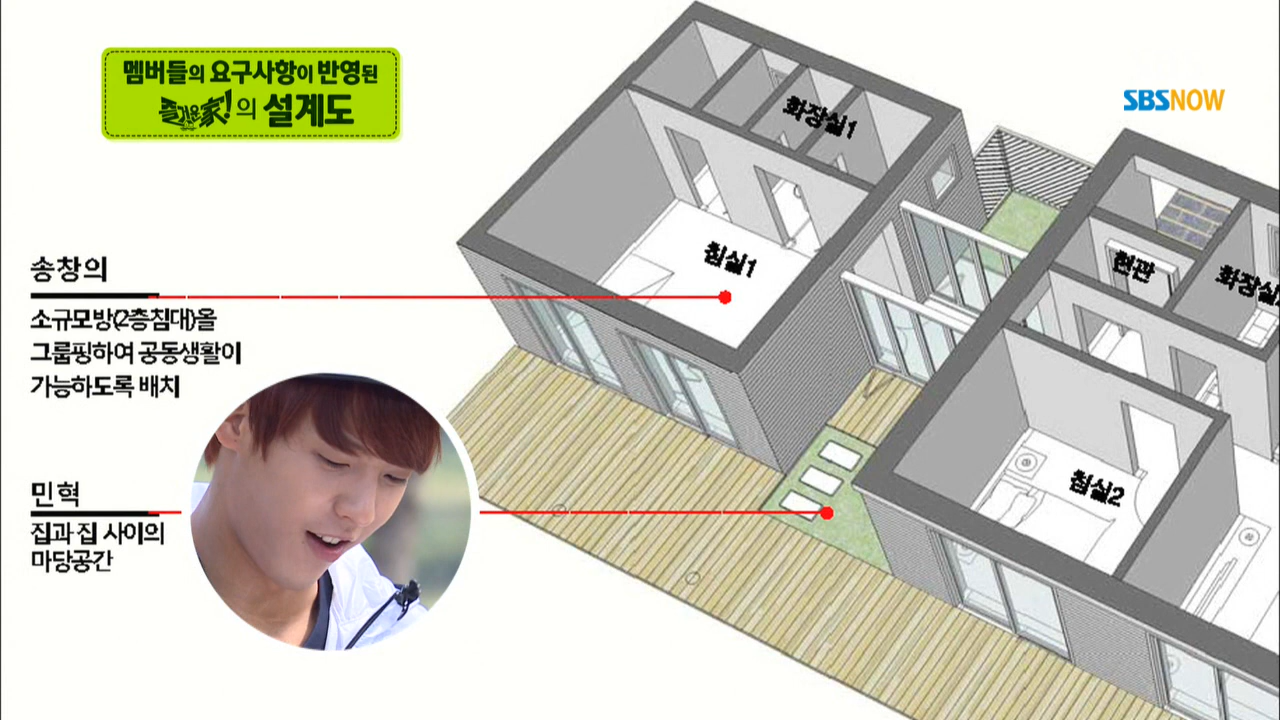 멤버들의 요구사항이 반영된
즐거운家!의 설계도
SBSNOW
화장실1
침실1
현관
화장실
침실2
송창의
소규모방(2층침대)올
그룹핑하여 공동생활이
가능하도록 배치
민혁
집과 집 사이의
마당공간